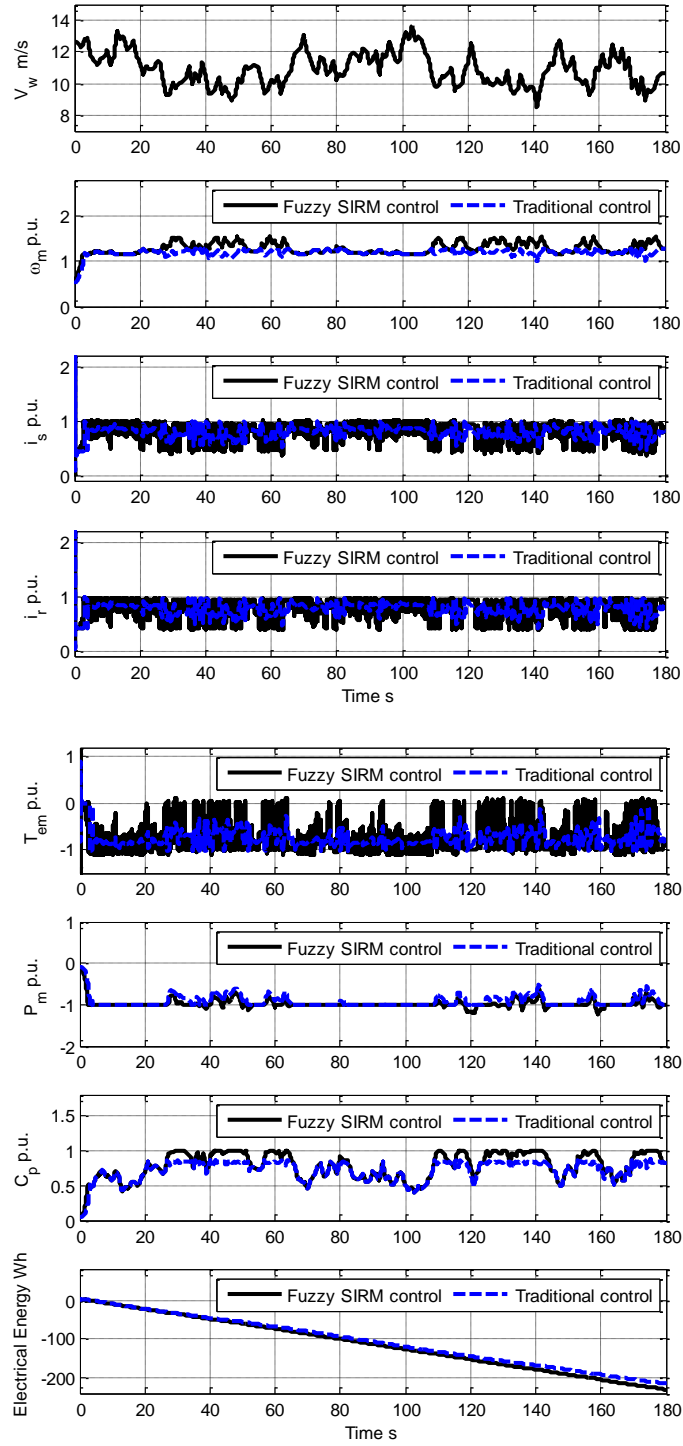 14
12
10
8
V_w m/s
0 20 40 60 80 100 120 140 160 180
2
1
0
ω_m p.u.
Fuzzy SIRM control Traditional control
0 20 40 60 80 100 120 140 160 180
2
1
0
i_s p.u.
Fuzzy SIRM control Traditional control
0 20 40 60 80 100 120 140 160 180
2
1
0
i_r p.u.
Fuzzy SIRM control Traditional control
0 20 40 60 80 100 120 140 160 180
Time s
1
0
-1
T_em p.u.
Fuzzy SIRM control Traditional control
0 20 40 60 80 100 120 140 160 180
1
0
-1
-2
P_m p.u.
Fuzzy SIRM control Traditional control
0 20 40 60 80 100 120 140 160 180
1.5
1
0.5
0
C_p p.u.
Fuzzy SIRM control Traditional control
0 20 40 60 80 100 120 140 160 180
0
-100
-200
Electrical Energy Wh
Fuzzy SIRM control Traditional control
0 20 40 60 80 100 120 140 160 180
Time s